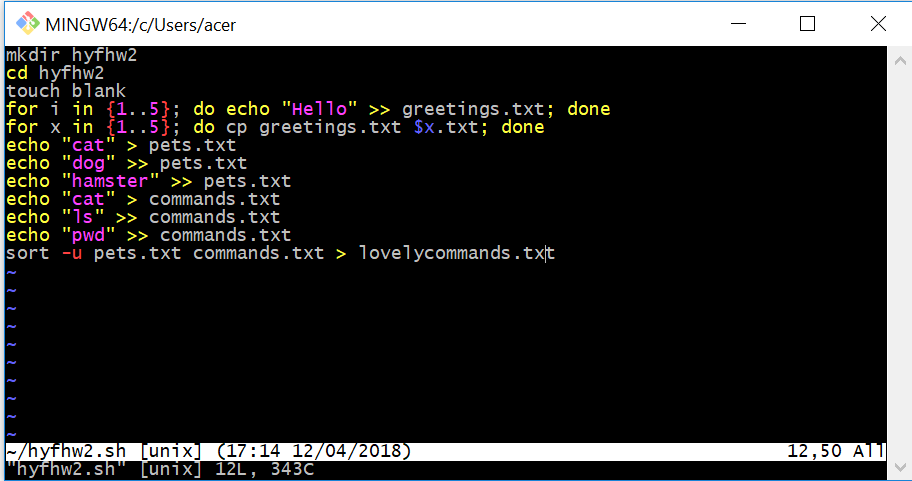 MINGW64:/c/Users/acer
mkdir hyfhw2
cd hyfhw2
touch blank
for i in {1..5}; do echo "Hello" >> greetings.txt; done
for x in {1..5}; do cp greetings.txt $x.txt; done
echo "cat" > pets.txt
echo "dog" >> pets.txt
echo "hamster" >> pets.txt
echo "cat" > commands.txt
echo "ls" >> commands.txt
echo "pwd" >> commands.txt
sort -u pets.txt commands.txt > lovelycommands.txt
~
~
~
~
~
~
~
~
~
~
~/hyfhw2.sh [unix] (17:14 12/04/2018) 12,50 All
"hyfhw2.sh" [unix] 12L, 343C